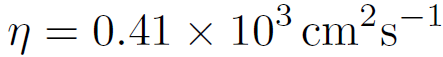 η = 0.41 × 10³ cm²s⁻¹